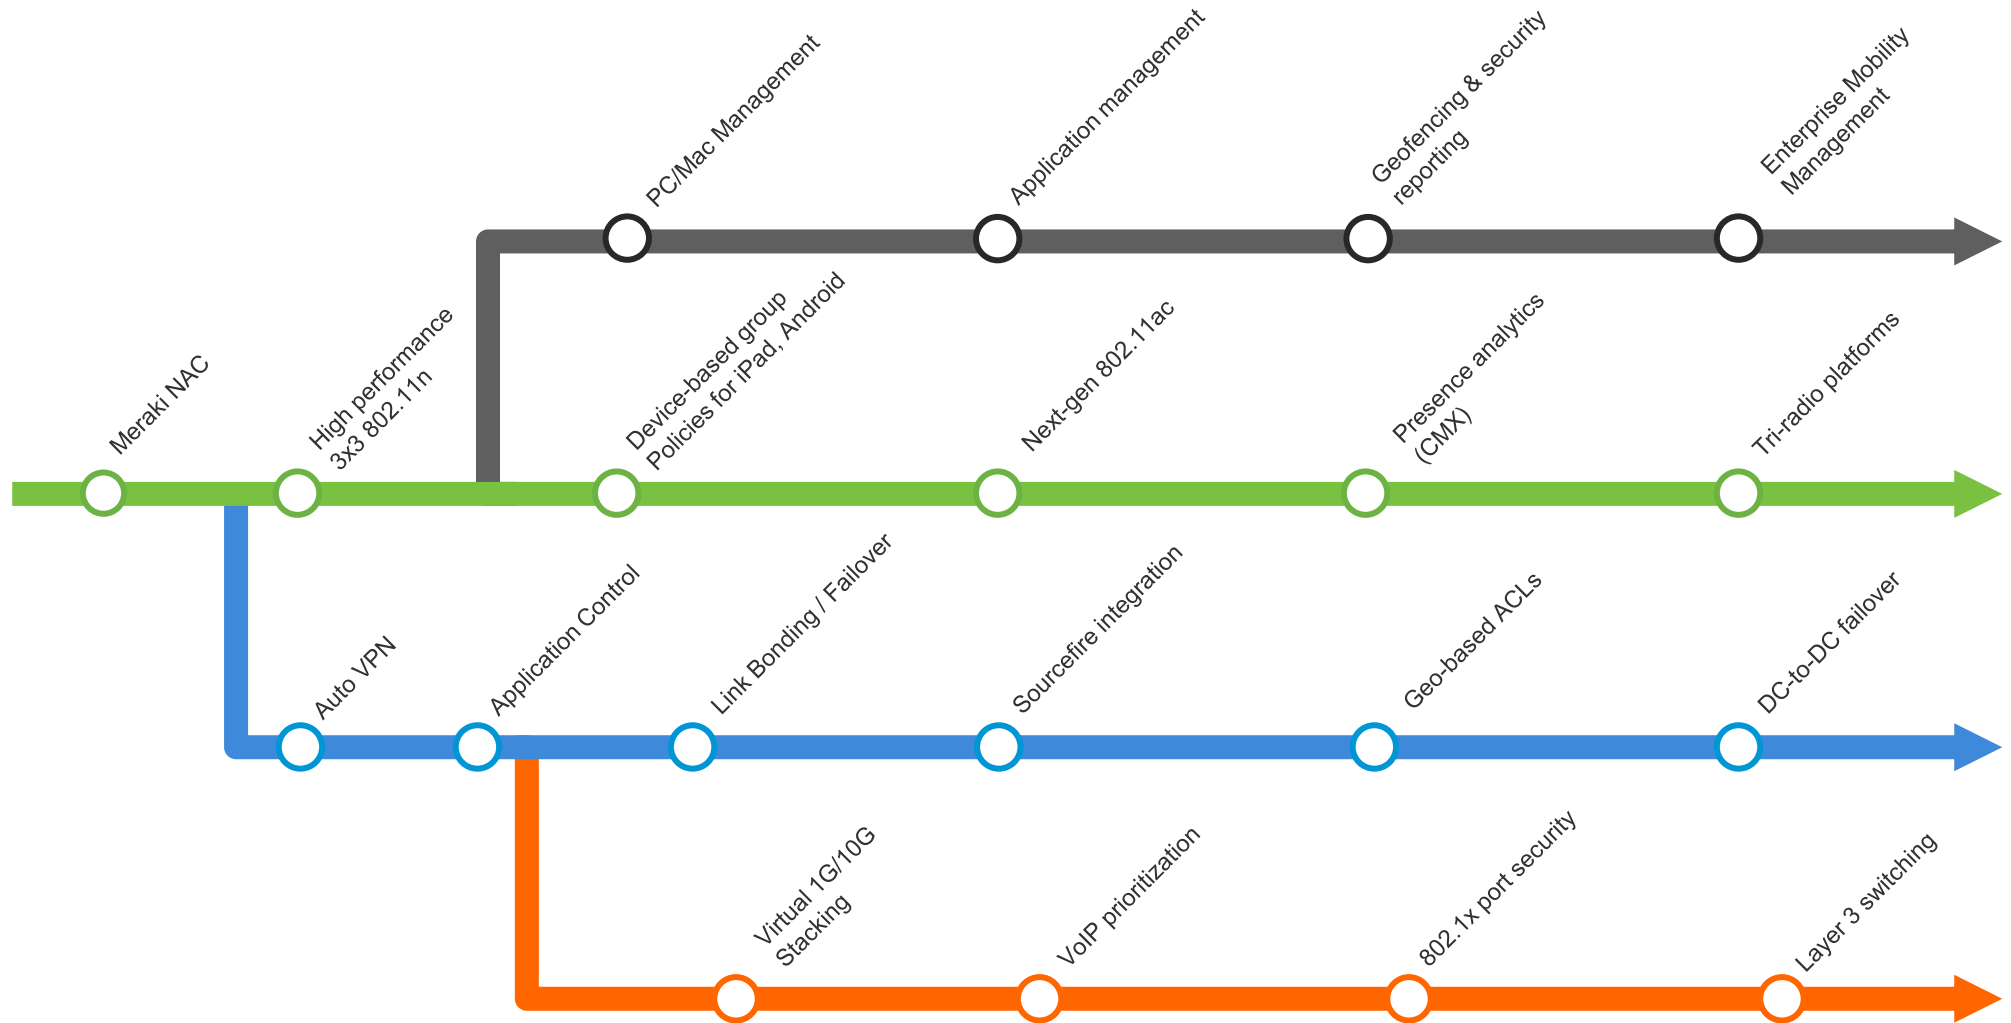 PC/Mac Management
Application management
Geofencing & security
reporting
Enterprise Mobility
Management
Meraki NAC
High performance
3x3 802.11n
Device-based group
Policies for iPad, Android
Next-gen 802.11ac
Presence analytics
(CMX)
Tri-radio platforms
Auto VPN
Application Control
Link Bonding / Failover
Sourcefire integration
Geo-based ACLs
DC-to-DC failover
Virtual 1G/10G
Stacking
VoIP prioritization
802.1x port security
Layer 3 switching